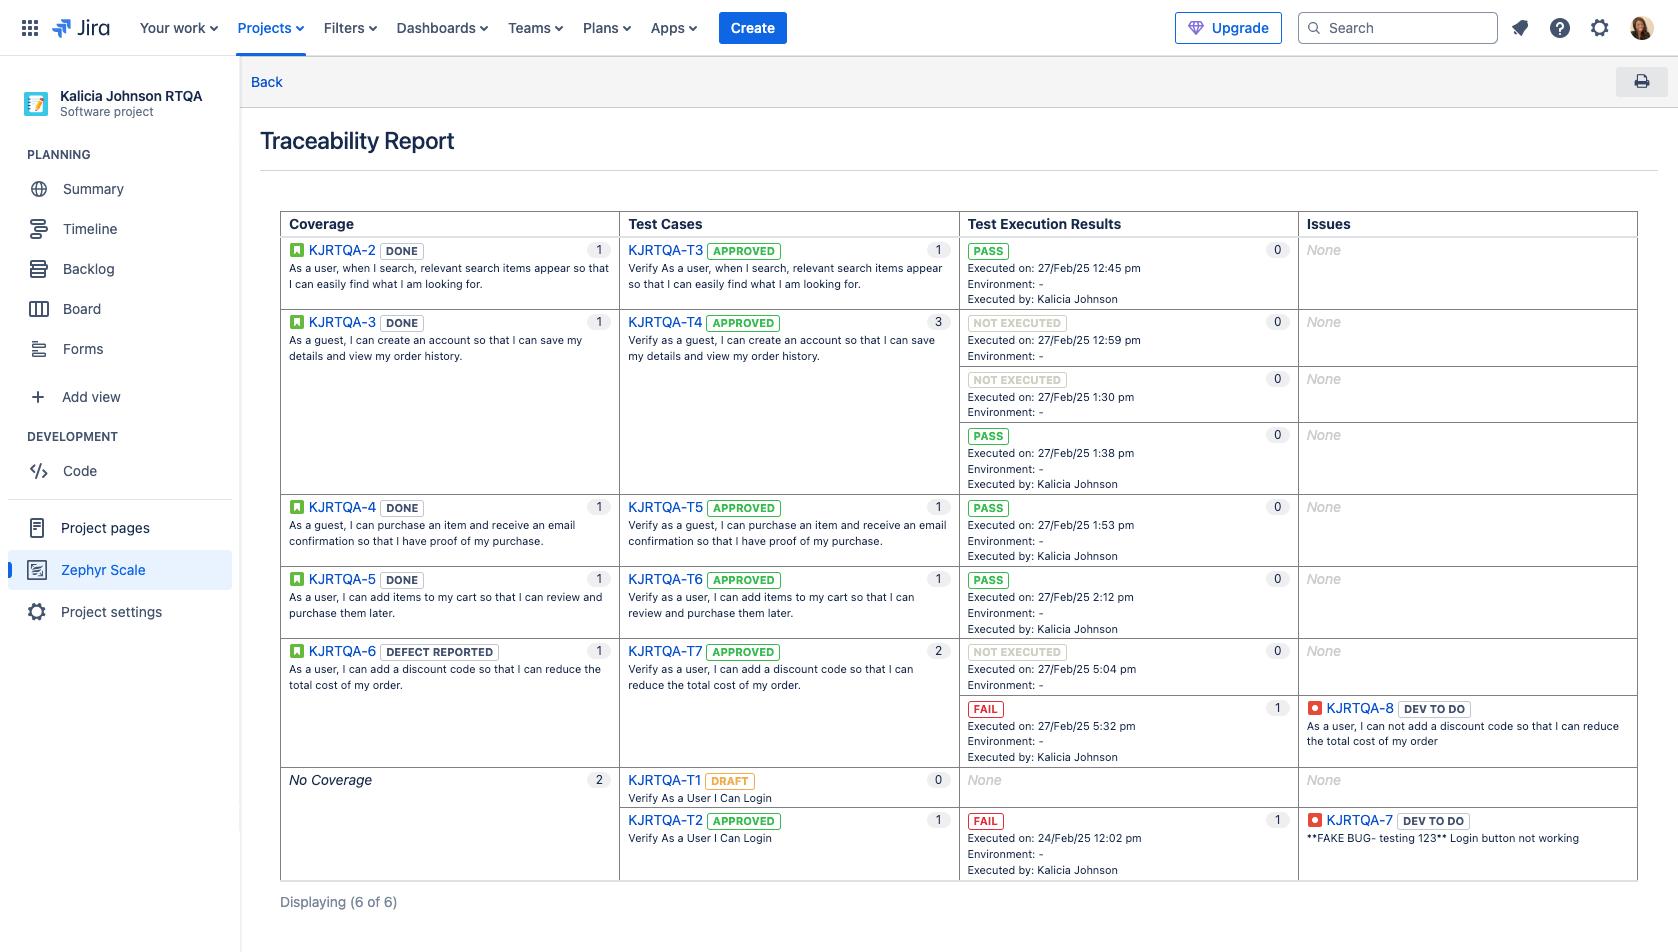 Jira
Your work
Projects
Filters
Dashboards
Teams
Plans
Apps
Create
Upgrade
Search
Kalicia Johnson RTQA
Software project
PLANNING
Summary
Timeline
Backlog
Board
Forms
Add view
DEVELOPMENT
Code
Project pages
Zephyr Scale
Project settings
Back
Traceability Report
Coverage
Test Cases
Test Execution Results
Issues
KJRTQA-2 DONE 1
As a user, when I search, relevant search items appear so that
I can easily find what I am looking for.
KJRTQA-T3 APPROVED 1
Verify As a user, when I search, relevant search items appear
so that I can easily find what I am looking for.
PASS 0
Executed on: 27/Feb/25 12:45 pm
Environment: -
Executed by: Kalicia Johnson
None
KJRTQA-3 DONE 1
As a guest, I can create an account so that I can save my
details and view my order history.
KJRTQA-T4 APPROVED 3
Verify as a guest, I can create an account so that I can save
my details and view my order history.
NOT EXECUTED 0
Executed on: 27/Feb/25 12:59 pm
Environment: -
None
NOT EXECUTED 0
Executed on: 27/Feb/25 1:30 pm
Environment: -
None
PASS 0
Executed on: 27/Feb/25 1:38 pm
Environment: -
Executed by: Kalicia Johnson
None
KJRTQA-4 DONE 1
As a guest, I can purchase an item and receive an email
confirmation so that I have proof of my purchase.
KJRTQA-T5 APPROVED 1
Verify as a guest, I can purchase an item and receive an email
confirmation so that I have proof of my purchase.
PASS 0
Executed on: 27/Feb/25 1:53 pm
Environment: -
Executed by: Kalicia Johnson
None
KJRTQA-5 DONE 1
As a user, I can add items to my cart so that I can review and
purchase them later.
KJRTQA-T6 APPROVED 1
Verify as a user, I can add items to my cart so that I can
review and purchase them later.
PASS 0
Executed on: 27/Feb/25 2:12 pm
Environment: -
Executed by: Kalicia Johnson
None
KJRTQA-6 DEFECT REPORTED 1
As a user, I can add a discount code so that I can reduce the
total cost of my order.
KJRTQA-T7 APPROVED 2
Verify as a user, I can add a discount code so that I can
reduce the total cost of my order.
NOT EXECUTED 0
Executed on: 27/Feb/25 5:04 pm
Environment: -
None
FAIL 1
Executed on: 27/Feb/25 5:32 pm
Environment: -
Executed by: Kalicia Johnson
KJRTQA-8 DEV TO DO
As a user, I can not add a discount code so that I can reduce
the total cost of my order
No Coverage 2
KJRTQA-T1 DRAFT 0
Verify As a User I Can Login
None
None
KJRTQA-T2 APPROVED 1
Verify As a User I Can Login
FAIL 1
Executed on: 24/Feb/25 12:02 pm
Environment: -
Executed by: Kalicia Johnson
KJRTQA-7 DEV TO DO
**FAKE BUG- testing 123** Login button not working
Displaying (6 of 6)